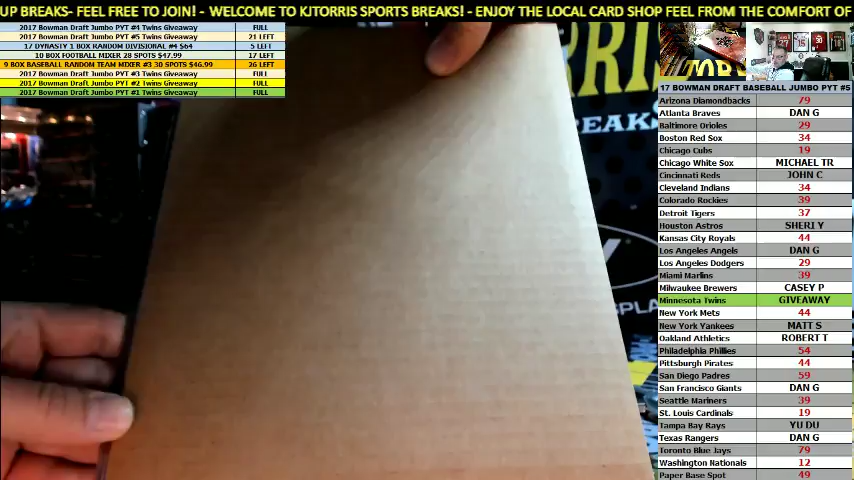 UP BREAKS- FEEL FREE TO JOIN! - WELCOME TO KJTORRIS SPORTS BREAKS! - ENJOY THE LOCAL CARD SHOP FEEL FROM THE COMFORT OF
2017 Bowman Draft Jumbo PYT #4 Twins Giveaway FULL
2017 Bowman Draft Jumbo PYT #5 Twins Giveaway 21 LEFT
17 DYNASTY 1 BOX RANDOM DIVISIONAL #4 $64 5 LEFT
10 BOX FOOTBALL MIXER 28 SPOTS $47.99 17 LEFT
9 BOX BASEBALL RANDOM TEAM MIXER #3 30 SPOTS $46.99 26 LEFT
2017 Bowman Draft Jumbo PYT #3 Twins Giveaway FULL
2017 Bowman Draft Jumbo PYT #2 Twins Giveaway FULL
2017 Bowman Draft Jumbo PYT #1 Twins Giveaway FULL
RRIS
REAKS
17 BOWMAN DRAFT BASEBALL JUMBO PYT #5
Arizona Diamondbacks 79
Atlanta Braves DAN G
Baltimore Orioles 29
Boston Red Sox 34
Chicago Cubs 19
Chicago White Sox MICHAEL TR
Cincinnati Reds JOHN C
Cleveland Indians 34
Colorado Rockies 39
Detroit Tigers 37
Houston Astros SHERI Y
Kansas City Royals 44
Los Angeles Angels DAN G
Los Angeles Dodgers 29
Miami Marlins 39
Milwaukee Brewers CASEY P
Minnesota Twins GIVEAWAY
New York Mets 44
New York Yankees MATT S
Oakland Athletics ROBERT T
Philadelphia Phillies 54
Pittsburgh Pirates 44
San Diego Padres 59
San Francisco Giants DAN G
Seattle Mariners 39
St. Louis Cardinals 19
Tampa Bay Rays YU DU
Texas Rangers DAN G
Toronto Blue Jays 79
Washington Nationals 12
Paper Base Spot 49